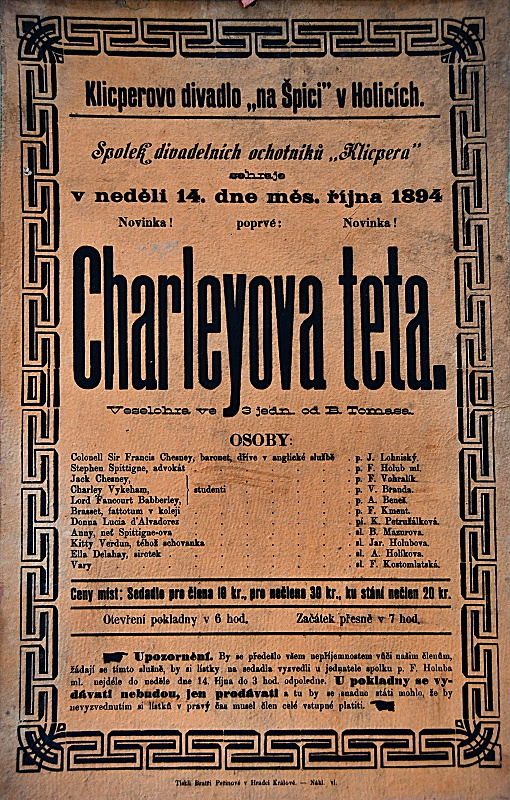 Klicperovo divadlo „na Špici" v Holicích.
Spolek divadelních ochotníků „Klicpera"
sehraje
v neděli 14. dne měs. října 1894
Novinka! poprvé: Novinka!
Charleyova teta.
Veselohra ve 3 jedn. od B. Tomasa.
OSOBY:
Colonell Sir Francis Chesney, baronet, dříve v anglické službě . p. J. Lohniský.
Stephen Spittigne, advokát . p. F. Holub ml.
Jack Chesney, . p. F. Vohralík.
Charley Vykeham, studenti . p. V. Branda.
Lord Fancourt Babberley, . p. A. Beneš.
Brasset, fattotum v koleji . p. F. Kment.
Donna Lucia d'Alvadorez . pí. K. Petružálková.
Anny, neť Spittigne-ova . sl. B. Mazurova.
Kitty Verdun, téhož schovanka . sl. Jar. Holubova.
Ella Delahay, sirotek . sl. A. Holíkova.
Vary . sl. F. Kostomlatská.
Ceny míst: Sedadlo pro člena 18 kr., pro nečlena 30 kr., ku stání nečlen 20 kr.
Otevření pokladny v 6 hod. Začátek přesně v 7 hod.
Upozornění. By se předešlo všem nepříjemnostem vůči našim členům,
žádají se tímto slušně, by si lístky na sedadla vyzvedli u jednatele spolku p. F. Holuba
ml. nejdéle do neděle dne 14. října do 3 hod. odpoledne. U pokladny se vy-
dávati nebudou, jen prodávati a tu by se snadno státi mohlo, že by
nevyzvednutím si lístků v pravý čas musel člen celé vstupné platiti.
Tiskli Bratři Peřinové v Hradci Králové. — Nákl. vl.